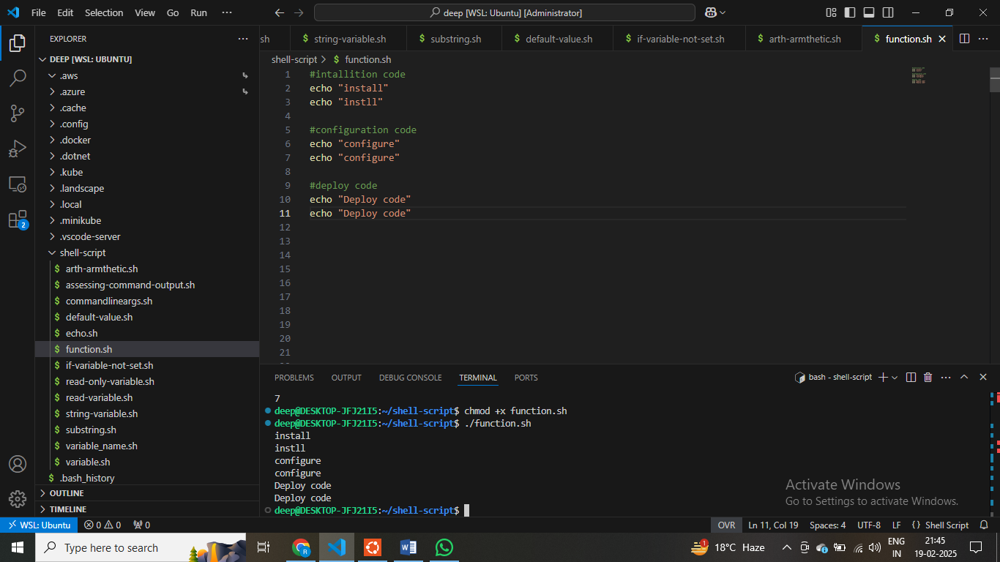 File Edit Selection View Go Run ···
deep [WSL: Ubuntu] [Administrator]
EXPLORER ···
DEEP [WSL: UBUNTU]
.aws
.azure
.cache
.config
.docker
.dotnet
.kube
.landscape
.local
.minikube
.vscode-server
shell-script
$ arth-armthetic.sh
$ assessing-command-output.sh
$ commandlineargs.sh
$ default-value.sh
$ echo.sh
$ function.sh
$ if-variable-not-set.sh
$ read-only-variable.sh
$ read-variable.sh
$ string-variable.sh
$ substring.sh
$ variable_name.sh
$ variable.sh
$ .bash_history
OUTLINE
TIMELINE
2
sh $ string-variable.sh $ substring.sh $ default-value.sh $ if-variable-not-set.sh $ arth-armthetic.sh $ function.sh ···
shell-script > $ function.sh
1 #intallition code
2 echo "install"
3 echo "instll"
4
5 #configuration code
6 echo "configure"
7 echo "configure"
8
9 #deploy code
10 echo "Deploy code"
11 echo "Deploy code"
12
13
14
15
16
17
18
19
20
21
PROBLEMS OUTPUT DEBUG CONSOLE TERMINAL PORTS bash - shell-script ···
7
deep@DESKTOP-JFJ21I5:~/shell-script$ chmod +x function.sh
deep@DESKTOP-JFJ21I5:~/shell-script$ ./function.sh
install
instll
configure
configure
Deploy code
Deploy code
deep@DESKTOP-JFJ21I5:~/shell-script$
Activate Windows
Go to Settings to activate Windows.
WSL: Ubuntu 0 0 0 OVR Ln 11, Col 19 Spaces: 4 UTF-8 LF {} Shell Script
Type here to search
R
W
1
18°C Haze
ENG
IN
21:45
19-02-2025